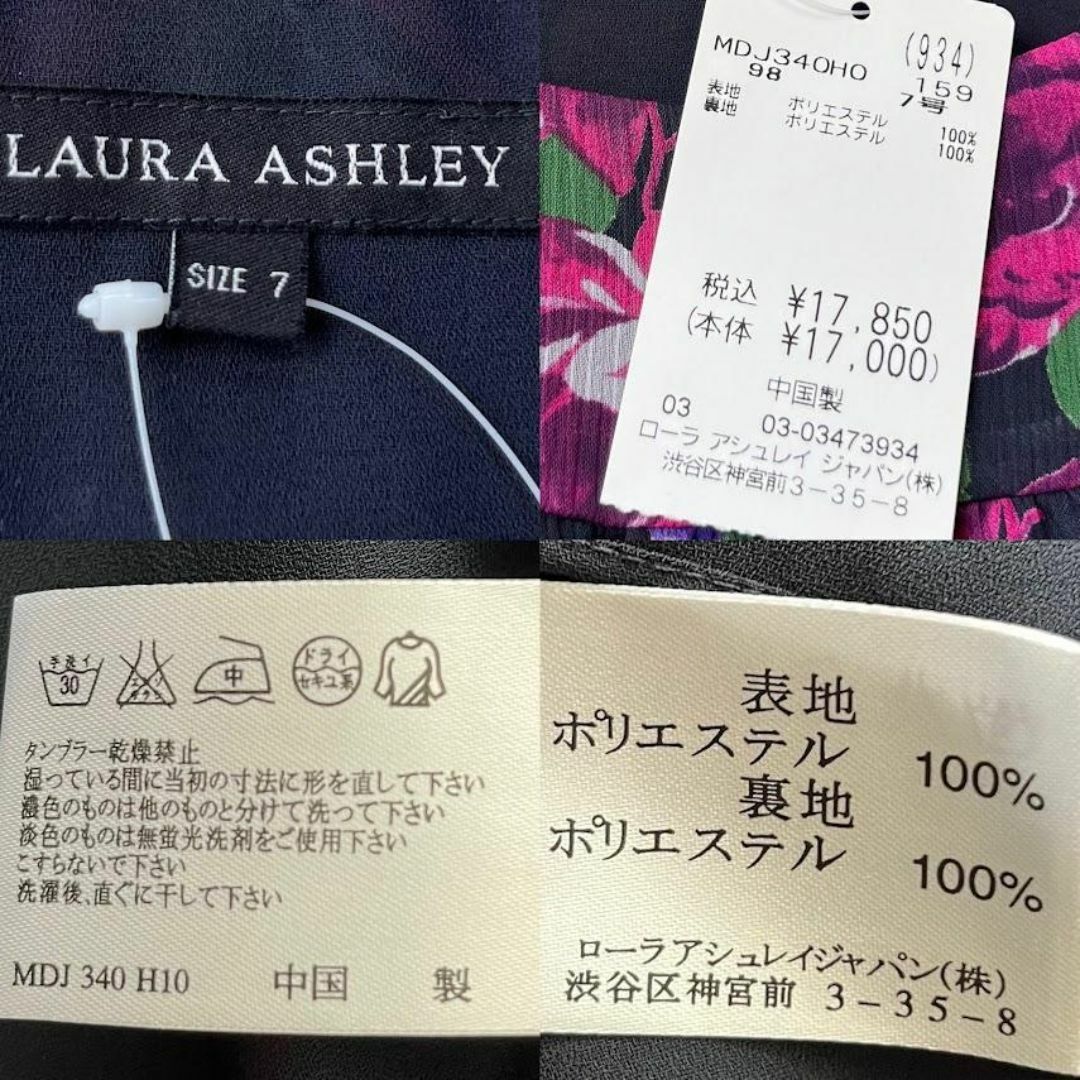 LAURA ASHLEY
SIZE 7
(934)
MDJ340H0 159
98 7号
表地 ポリエステル 100%
裏地 ポリエステル 100%
税込 ¥17,850
(本体 ¥17,000)
中国製
03 03-03473934
ローラ アシュレイ ジャパン(株)
渋谷区神宮前3-35-8
手洗イ 30 エンソサラシ 中 ドライ セキユ系
タンブラー乾燥禁止
湿っている間に当初の寸法に形を直して下さい
濃色のものは他のものと分けて洗って下さい
淡色のものは無蛍光洗剤をご使用下さい
こすらないで下さい
洗濯後、直ぐに干して下さい
MDJ 340 H10 中国 製
表地
ポリエステル 100%
裏地
ポリエステル 100%
ローラアシュレイジャパン(株)
渋谷区神宮前 3-35-8